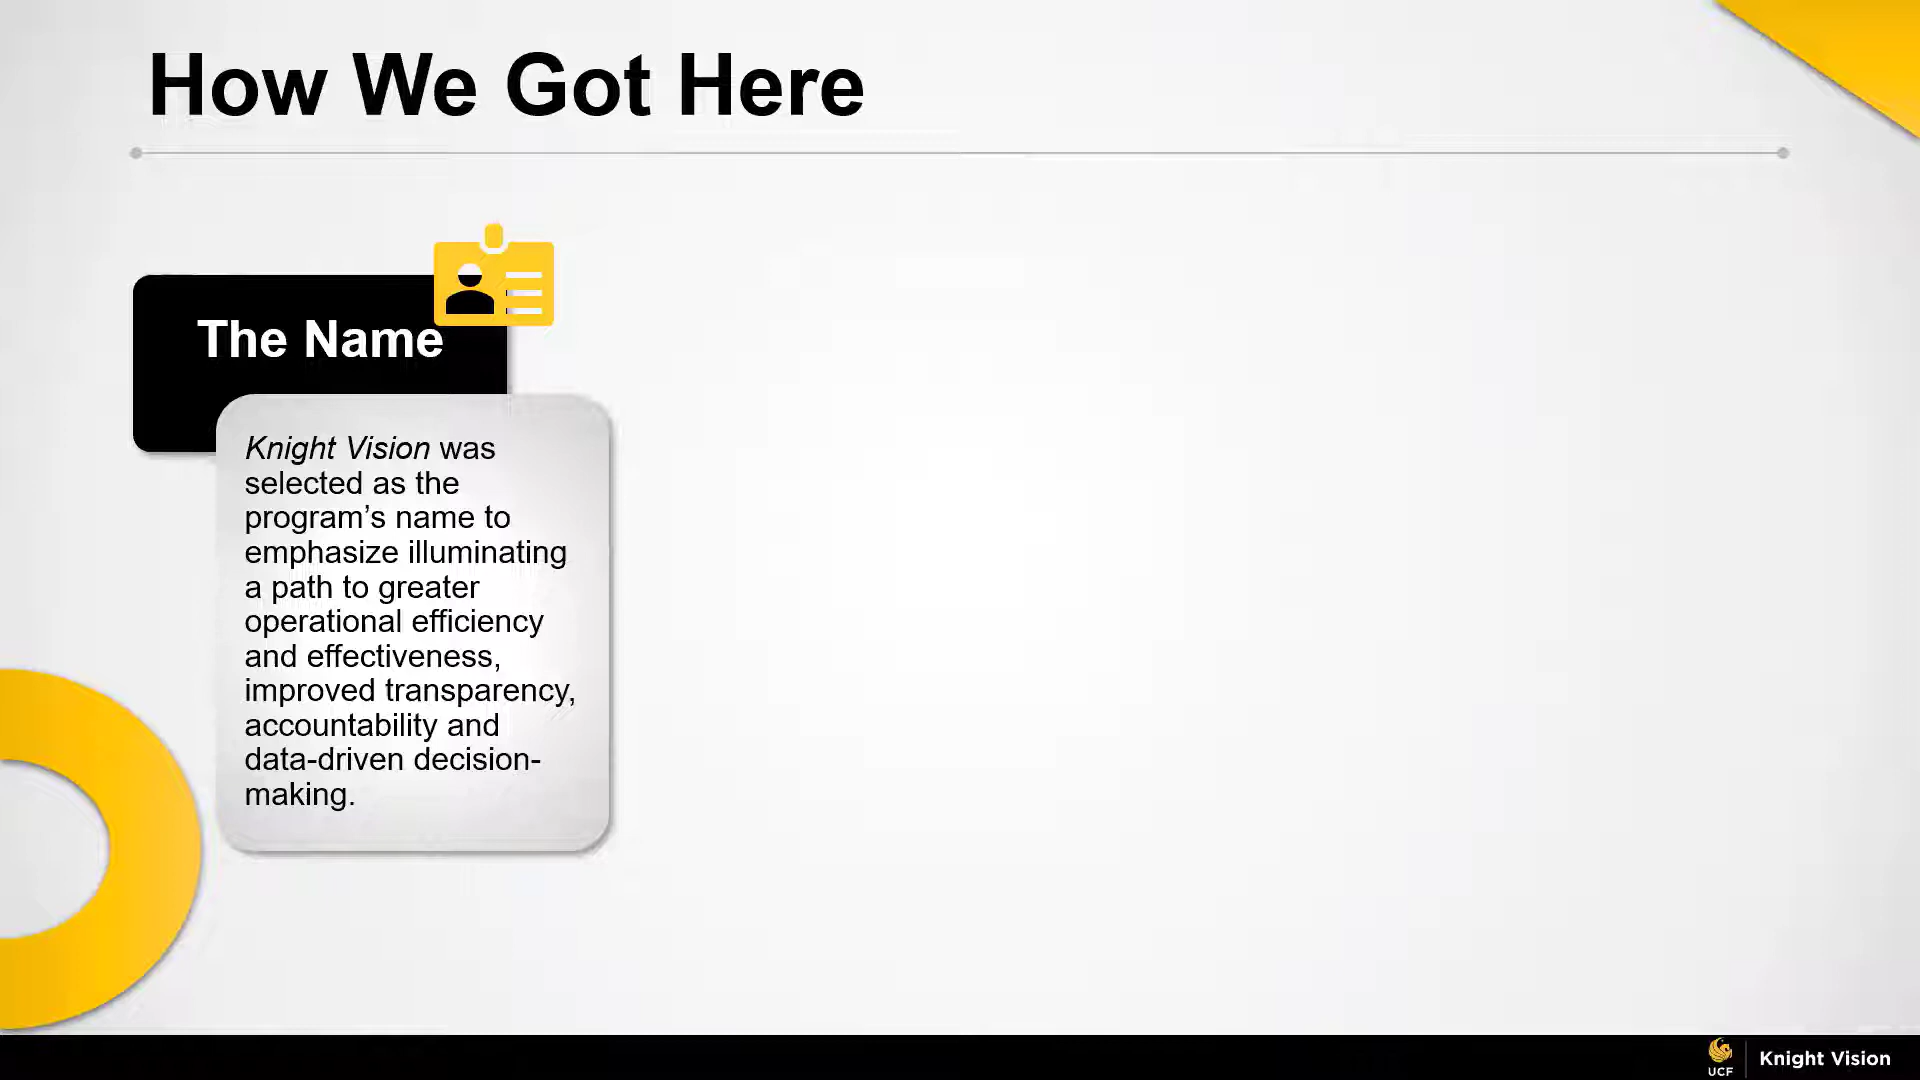 How We Got Here
The Name
Knight Vision was
selected as the
program’s name to
emphasize illuminating
a path to greater
operational efficiency
and effectiveness,
improved transparency,
accountability and
data-driven decision-
making.
UCF
Knight Vision